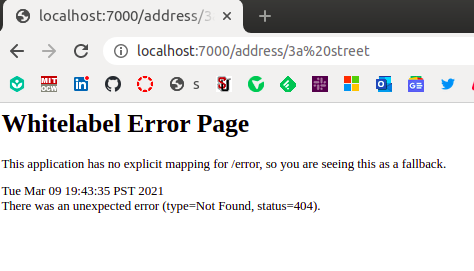 localhost:7000/address/3
localhost:7000/address/3a%20street
MIT
OCW
in
s
GE
Whitelabel Error Page
This application has no explicit mapping for /error, so you are seeing this as a fallback.
Tue Mar 09 19:43:35 PST 2021
There was an unexpected error (type=Not Found, status=404).